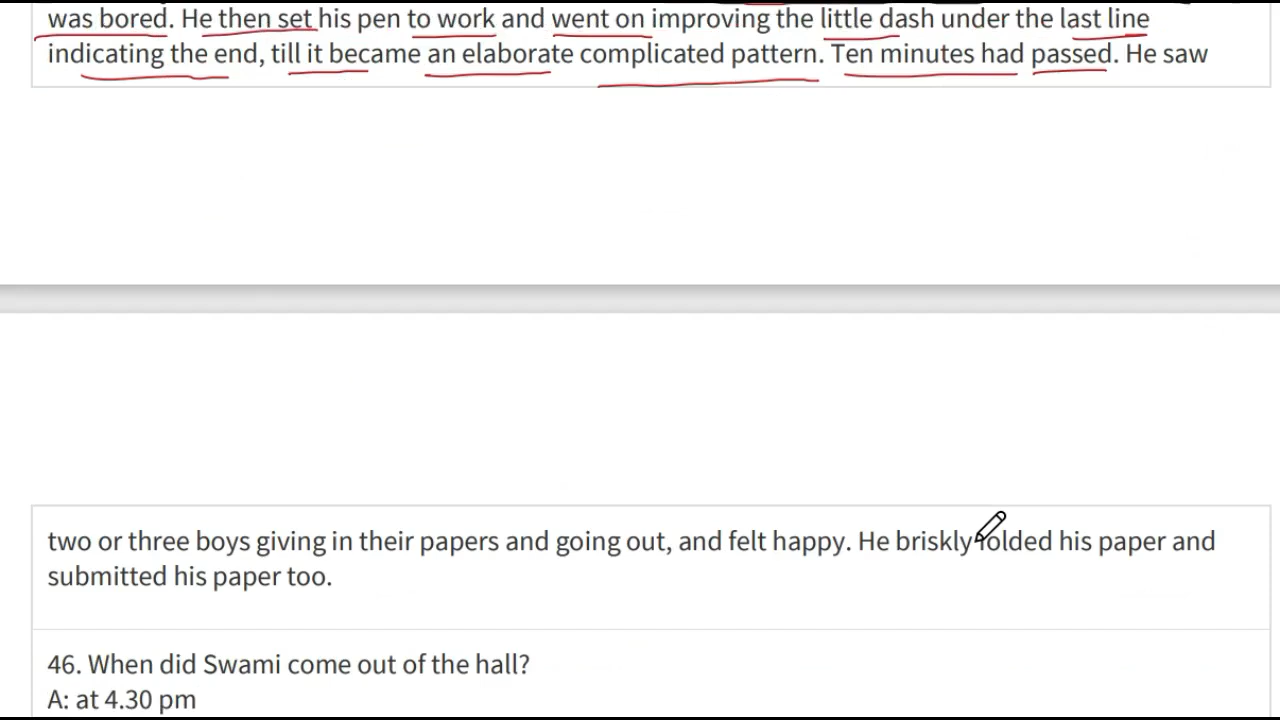 was bored. He then set his pen to work and went on improving the little dash under the last line
indicating the end, till it became an elaborate complicated pattern. Ten minutes had passed. He saw
two or three boys giving in their papers and going out, and felt happy. He briskly folded his paper and
submitted his paper too.
46. When did Swami come out of the hall?
A: at 4.30 pm